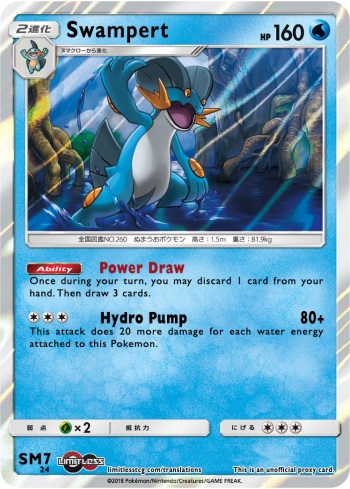 2進化
Swampert
HP 160
ヌマクローから進化
全国図鑑NO.260 ぬまうおポケモン 高さ：1.5m 重さ：81.9kg
Ability Power Draw
Once during your turn, you may discard 1 card from
your hand. Then draw 3 cards.
Hydro Pump 80+
This attack does 20 more damage for each water energy
attached to this Pokemon.
弱点 ×2 抵抗力 にげる
SM7
24
LIMITLESS
limitlesstcg.com/translations
This is an unofficial proxy card.
©2018 Pokémon/Nintendo/Creatures/GAME FREAK.